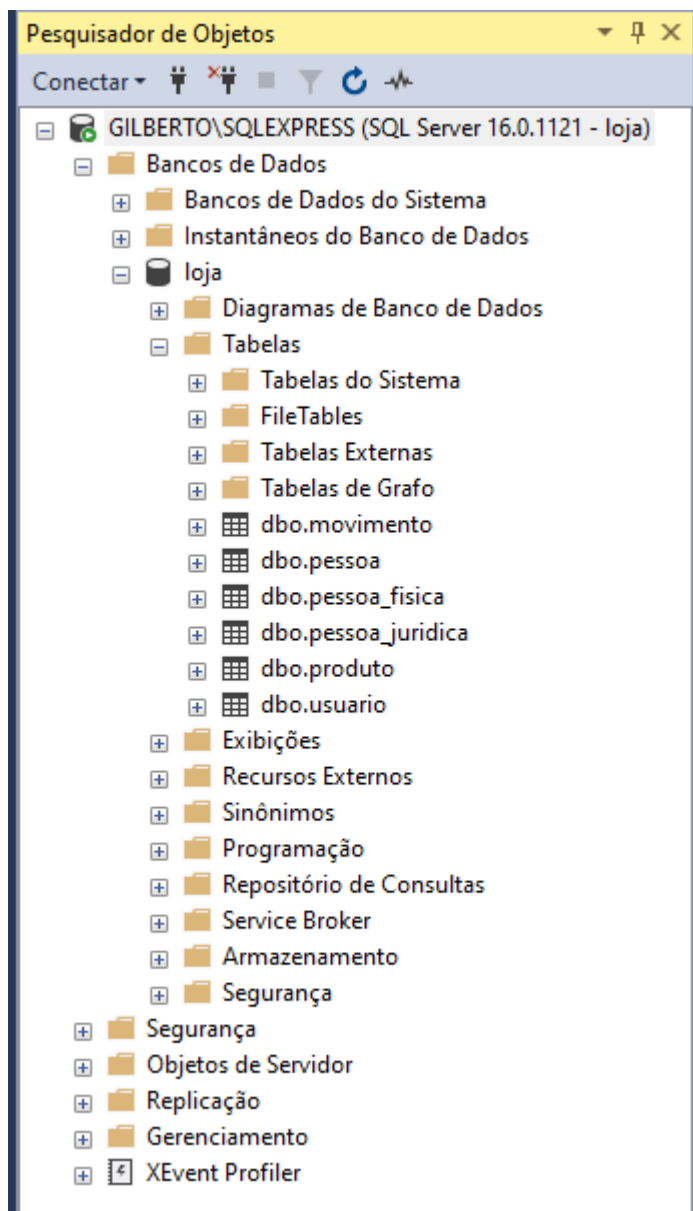 Pesquisador de Objetos
Conectar
GILBERTO\SQLEXPRESS (SQL Server 16.0.1121 - loja)
Bancos de Dados
Bancos de Dados do Sistema
Instantâneos do Banco de Dados
loja
Diagramas de Banco de Dados
Tabelas
Tabelas do Sistema
FileTables
Tabelas Externas
Tabelas de Grafo
dbo.movimento
dbo.pessoa
dbo.pessoa_fisica
dbo.pessoa_juridica
dbo.produto
dbo.usuario
Exibições
Recursos Externos
Sinônimos
Programação
Repositório de Consultas
Service Broker
Armazenamento
Segurança
Segurança
Objetos de Servidor
Replicação
Gerenciamento
XEvent Profiler